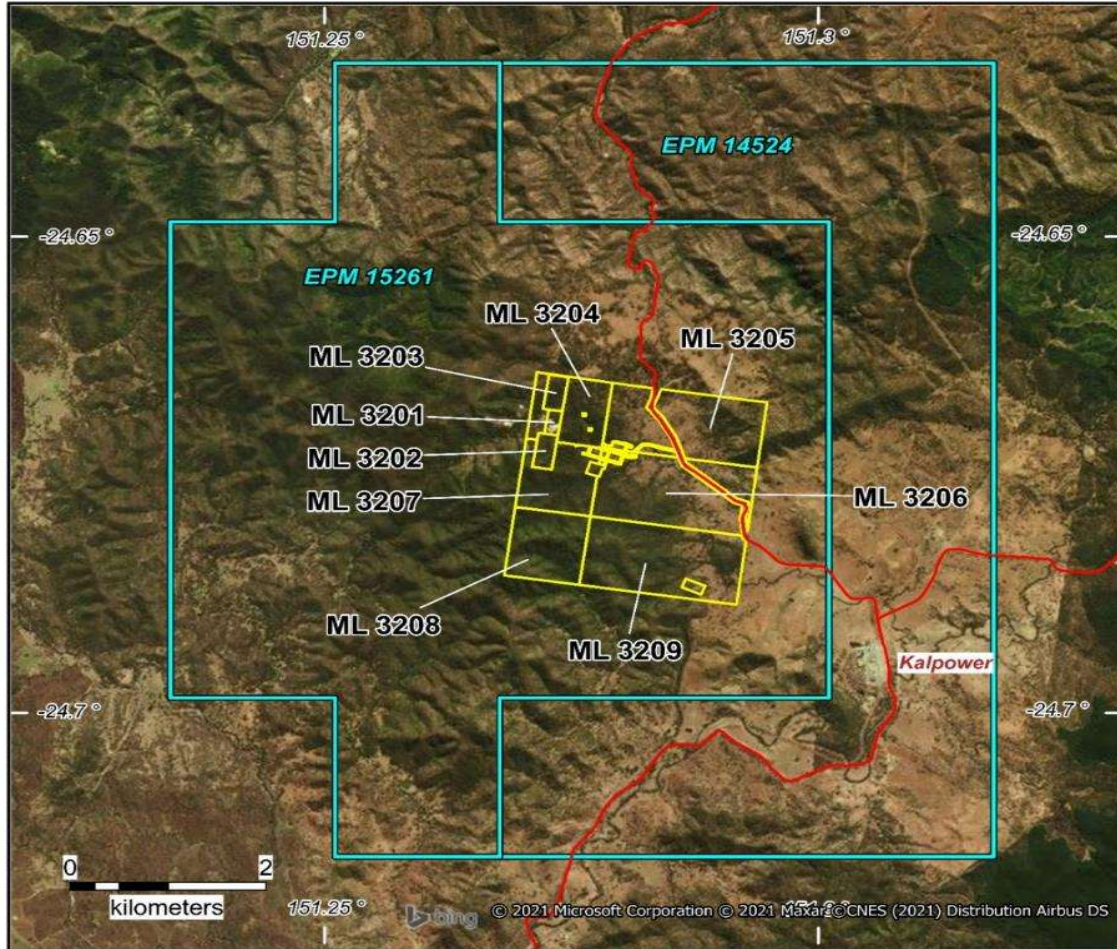 151.25 °
151.3 °
EPM 14524
-24.65 °
-24.65 °
EPM 15261
ML 3204
ML 3205
ML 3203
ML 3201
ML 3202
ML 3207
ML 3206
ML 3208
ML 3209
Kalpower
-24.7 °
-24.7 °
0 2
kilometers
151.25 °
bing
© 2021 Microsoft Corporation © 2021 Maxar ©CNES (2021) Distribution Airbus DS